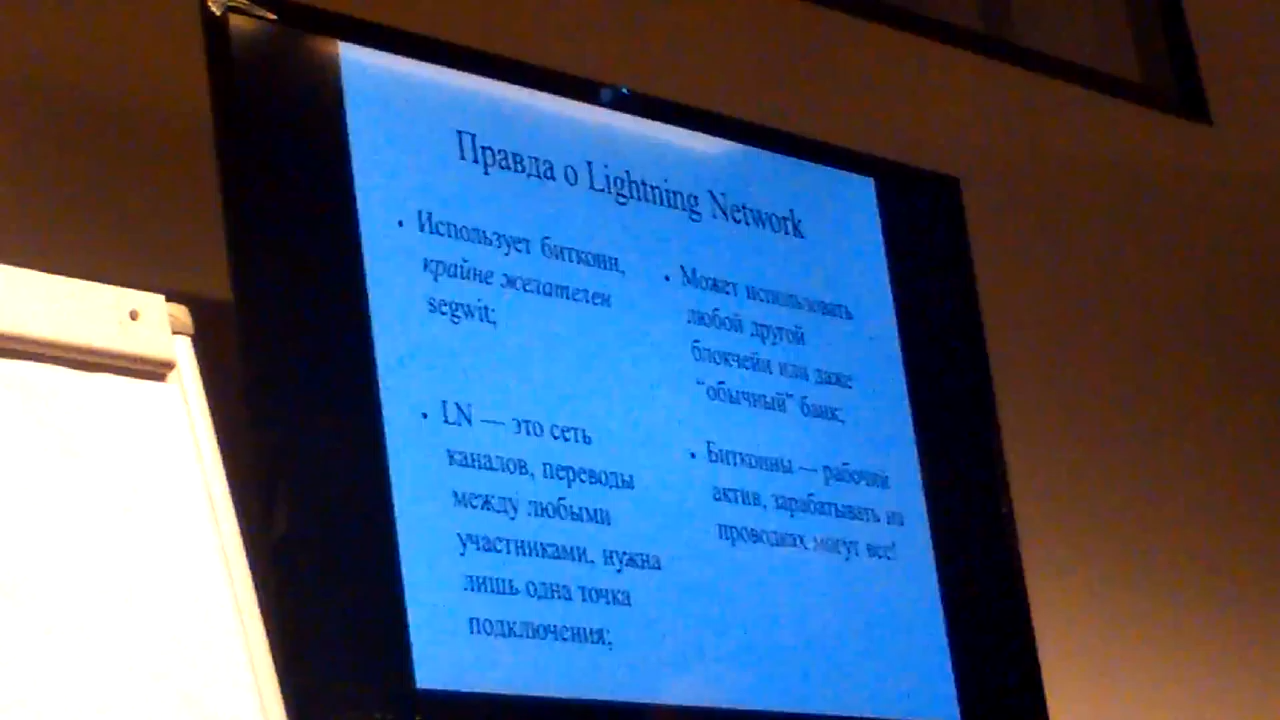 Правда о Lightning Network
• Использует биткоин,
крайне желателен
segwit;
• LN — это сеть
каналов, переводы
между любыми
участниками, нужна
лишь одна точка
подключения;
• Может использовать
любой другой
блокчейн или даже
“обычный” банк;
• Биткоины — рабочий
актив, зарабатывать на
проводках могут все!